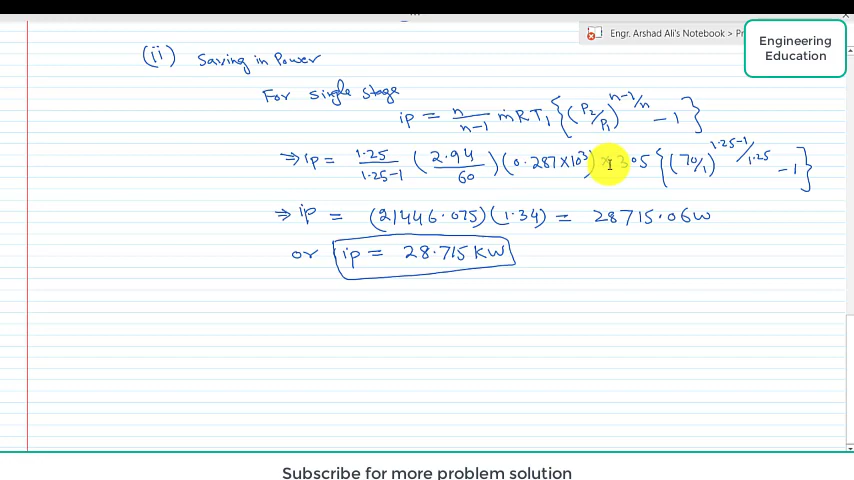 Engr. Arshad Ali's Notebook > Pr
Engineering
Education
(ii) Saving in Power
For single stage
ip = n/n-1 ṁRT₁{(P₂/P₁)^n-1/n - 1}
⇒ ip = 1.25/1.25-1 (2.94/60)(0.287×10³) × 305 {(70/1)^1.25-1/1.25 - 1}
⇒ ip = (21446.075)(1.34) = 28715.06w
or ip = 28.715 KW
Subscribe for more problem solution